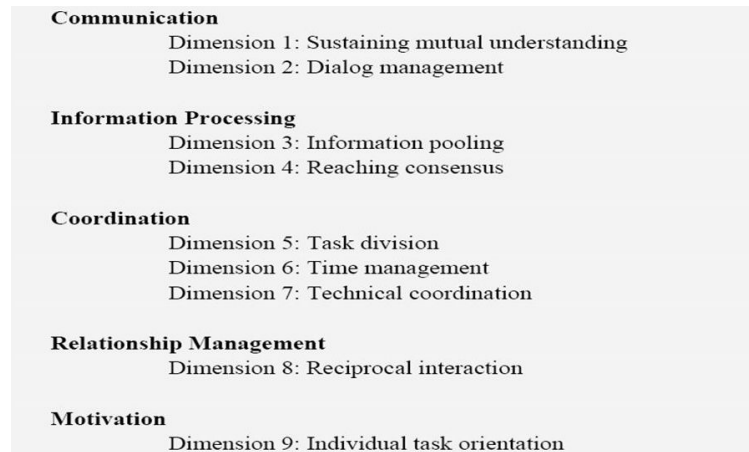 Communication
Dimension 1: Sustaining mutual understanding
Dimension 2: Dialog management
Information Processing
Dimension 3: Information pooling
Dimension 4: Reaching consensus
Coordination
Dimension 5: Task division
Dimension 6: Time management
Dimension 7: Technical coordination
Relationship Management
Dimension 8: Reciprocal interaction
Motivation
Dimension 9: Individual task orientation